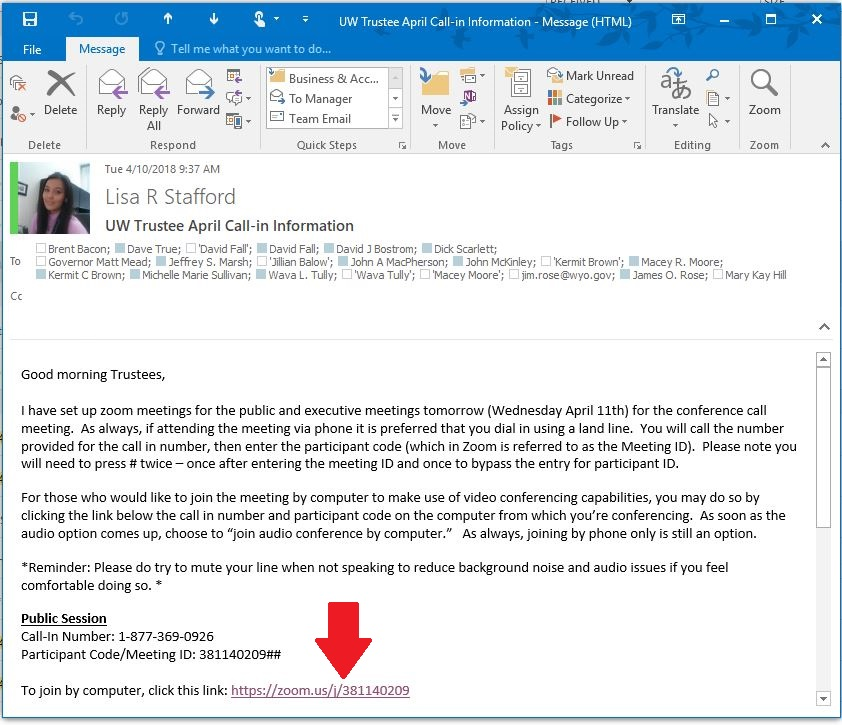 UW Trustee April Call-in Information - Message (HTML)
File Message Tell me what you want to do...
Delete
Reply
Reply All
Forward
Business & Acc...
To Manager
Team Email
Move
Assign Policy
Mark Unread
Categorize
Follow Up
Translate
Zoom
Delete Respond Quick Steps Move Tags Editing Zoom
Tue 4/10/2018 9:37 AM
Lisa R Stafford
UW Trustee April Call-in Information
To
Brent Bacon; Dave True; 'David Fall'; David Fall; David J Bostrom; Dick Scarlett;
Governor Matt Mead; Jeffrey S. Marsh; 'Jillian Balow'; John A MacPherson; John McKinley; 'Kermit Brown'; Macey R. Moore;
Kermit C Brown; Michelle Marie Sullivan; Wava L. Tully; 'Wava Tully'; 'Macey Moore'; jim.rose@wyo.gov; James O. Rose; Mary Kay Hill
Cc
Good morning Trustees,
I have set up zoom meetings for the public and executive meetings tomorrow (Wednesday April 11th) for the conference call
meeting. As always, if attending the meeting via phone it is preferred that you dial in using a land line. You will call the number
provided for the call in number, then enter the participant code (which in Zoom is referred to as the Meeting ID). Please note you
will need to press # twice – once after entering the meeting ID and once to bypass the entry for participant ID.
For those who would like to join the meeting by computer to make use of video conferencing capabilities, you may do so by
clicking the link below the call in number and participant code on the computer from which you're conferencing. As soon as the
audio option comes up, choose to “join audio conference by computer.” As always, joining by phone only is still an option.
*Reminder: Please do try to mute your line when not speaking to reduce background noise and audio issues if you feel
comfortable doing so. *
Public Session
Call-In Number: 1-877-369-0926
Participant Code/Meeting ID: 381140209##
To join by computer, click this link: https://zoom.us/j/381140209